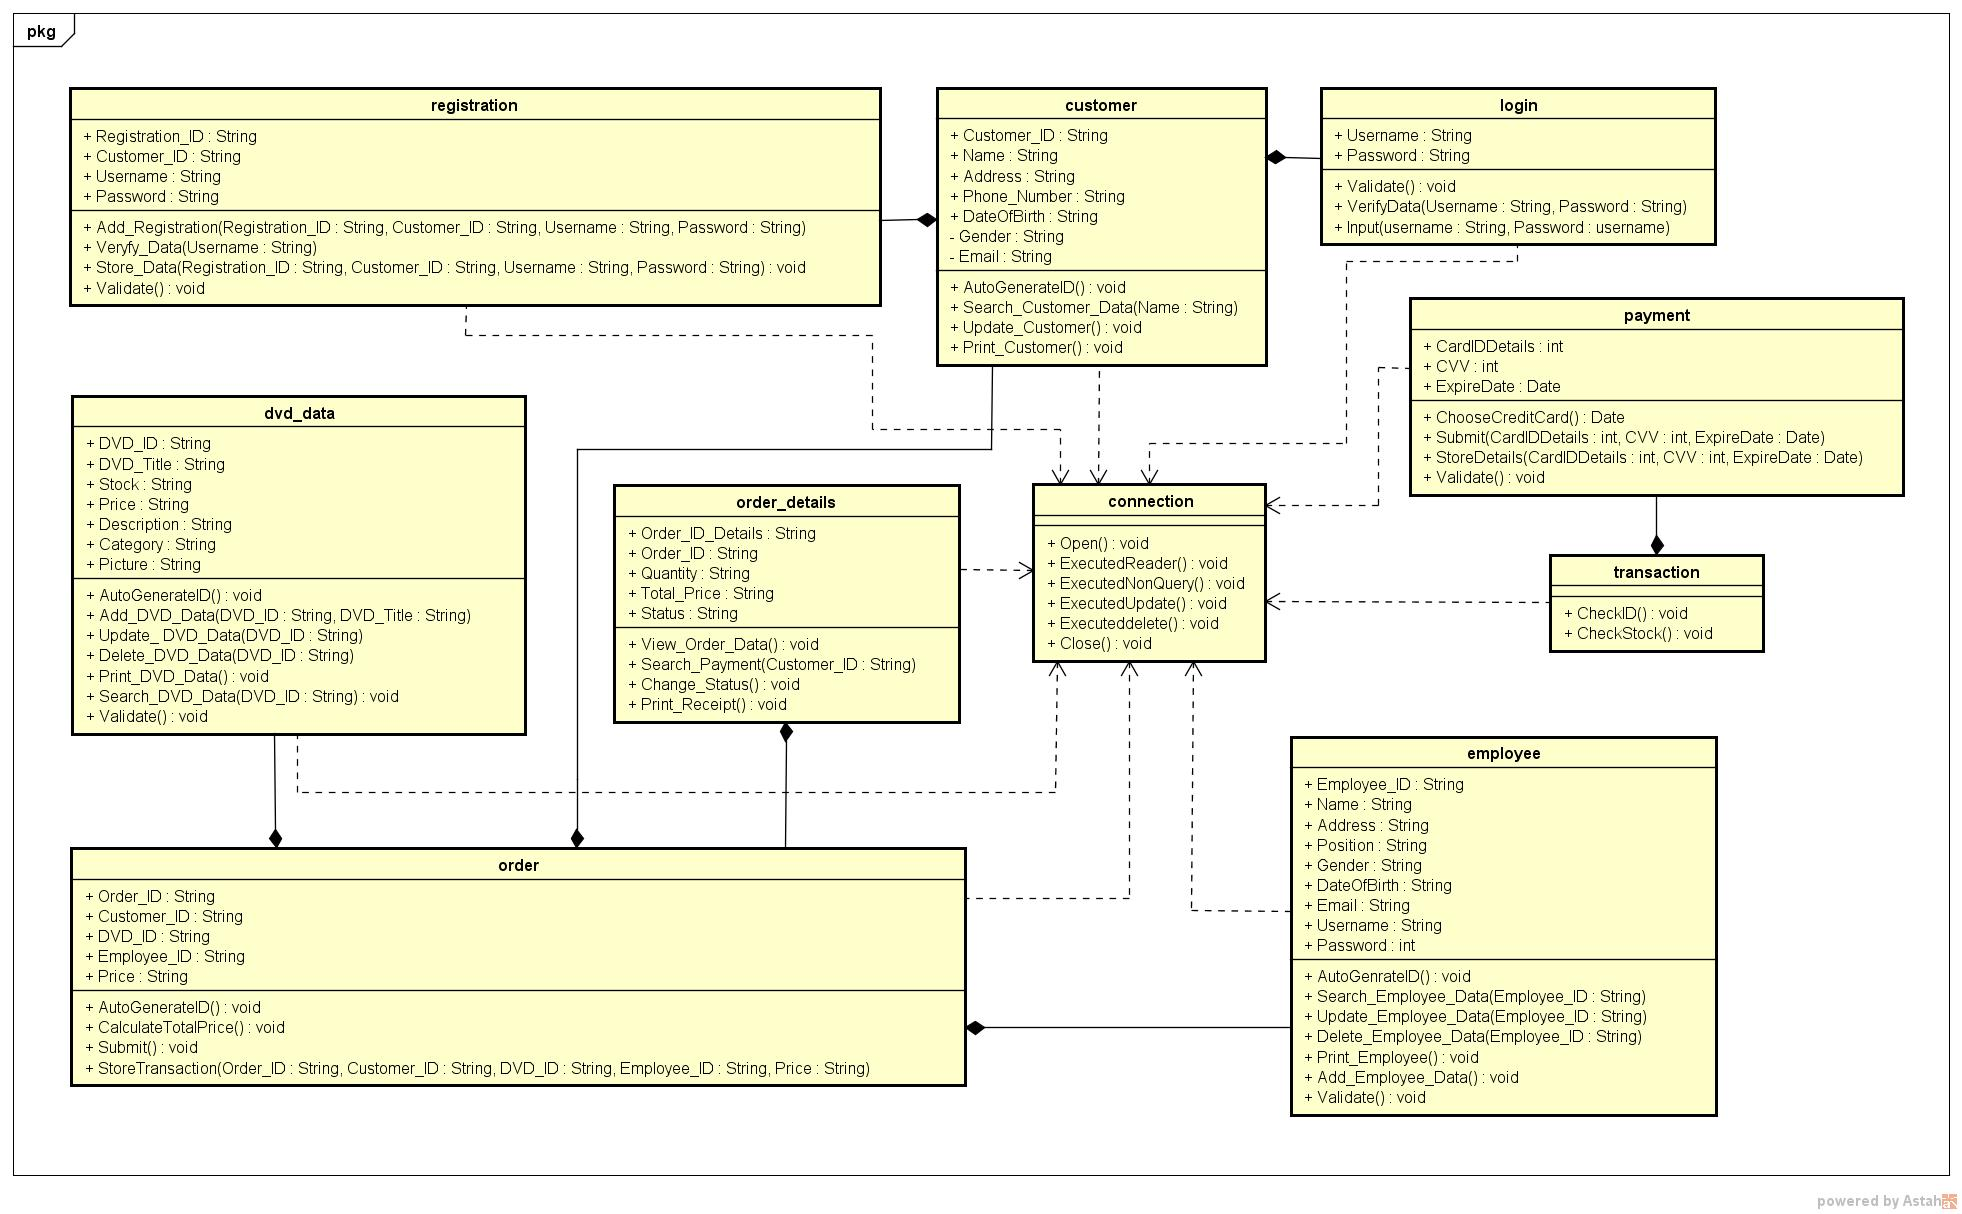 pkg
registration
+ Registration_ID : String
+ Customer_ID : String
+ Username : String
+ Password : String
+ Add_Registration(Registration_ID : String, Customer_ID : String, Username : String, Password : String)
+ Veryfy_Data(Username : String)
+ Store_Data(Registration_ID : String, Customer_ID : String, Username : String, Password : String) : void
+ Validate() : void
customer
+ Customer_ID : String
+ Name : String
+ Address : String
+ Phone_Number : String
+ DateOfBirth : String
- Gender : String
- Email : String
+ AutoGenerateID() : void
+ Search_Customer_Data(Name : String)
+ Update_Customer() : void
+ Print_Customer() : void
login
+ Username : String
+ Password : String
+ Validate() : void
+ VerifyData(Username : String, Password : String)
+ Input(username : String, Password : username)
payment
+ CardIDDetails : int
+ CVV : int
+ ExpireDate : Date
+ ChooseCreditCard() : Date
+ Submit(CardIDDetails : int, CVV : int, ExpireDate : Date)
+ StoreDetails(CardIDDetails : int, CVV : int, ExpireDate : Date)
+ Validate() : void
dvd_data
+ DVD_ID : String
+ DVD_Title : String
+ Stock : String
+ Price : String
+ Description : String
+ Category : String
+ Picture : String
+ AutoGenerateID() : void
+ Add_DVD_Data(DVD_ID : String, DVD_Title : String)
+ Update_ DVD_Data(DVD_ID : String)
+ Delete_DVD_Data(DVD_ID : String)
+ Print_DVD_Data() : void
+ Search_DVD_Data(DVD_ID : String) : void
+ Validate() : void
order_details
+ Order_ID_Details : String
+ Order_ID : String
+ Quantity : String
+ Total_Price : String
+ Status : String
+ View_Order_Data() : void
+ Search_Payment(Customer_ID : String)
+ Change_Status() : void
+ Print_Receipt() : void
connection
+ Open() : void
+ ExecutedReader() : void
+ ExecutedNonQuery() : void
+ ExecutedUpdate() : void
+ Executeddelete() : void
+ Close() : void
transaction
+ CheckID() : void
+ CheckStock() : void
employee
+ Employee_ID : String
+ Name : String
+ Address : String
+ Position : String
+ Gender : String
+ DateOfBirth : String
+ Email : String
+ Username : String
+ Password : int
+ AutoGenrateID() : void
+ Search_Employee_Data(Employee_ID : String)
+ Update_Employee_Data(Employee_ID : String)
+ Delete_Employee_Data(Employee_ID : String)
+ Print_Employee() : void
+ Add_Employee_Data() : void
+ Validate() : void
order
+ Order_ID : String
+ Customer_ID : String
+ DVD_ID : String
+ Employee_ID : String
+ Price : String
+ AutoGenerateID() : void
+ CalculateTotalPrice() : void
+ Submit() : void
+ StoreTransaction(Order_ID : String, Customer_ID : String, DVD_ID : String, Employee_ID : String, Price : String)
powered by Astah